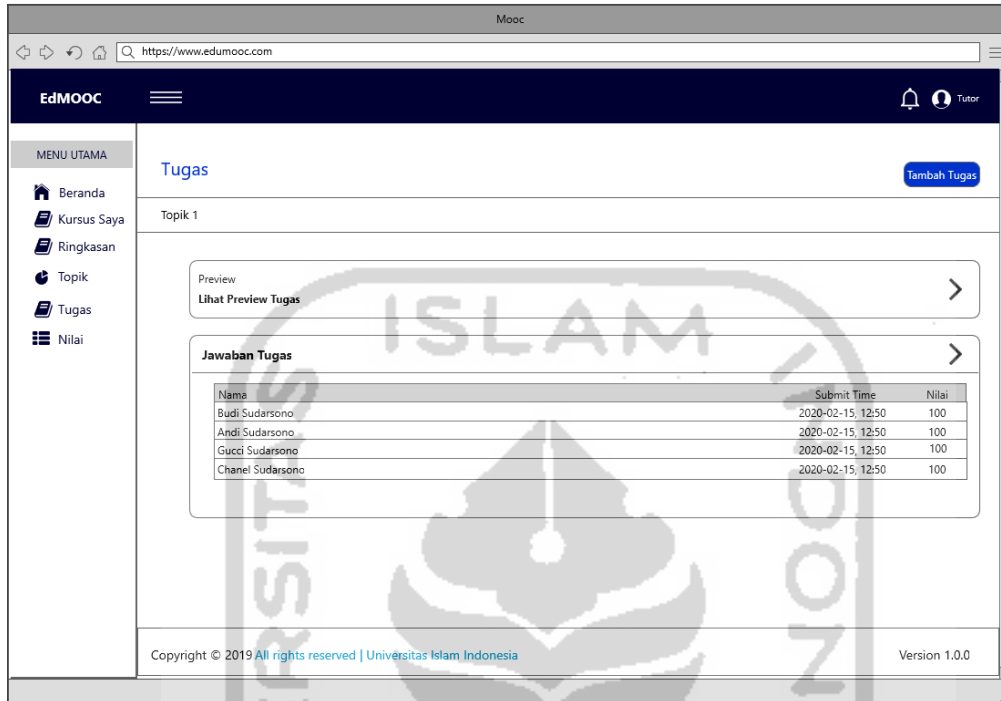 Mooc
https://www.edumooc.com
EdMOOC
Tutor
MENU UTAMA
Beranda
Kursus Saya
Ringkasan
Topik
Tugas
Nilai
Tugas
Tambah Tugas
Topik 1
Preview
Lihat Preview Tugas
Jawaban Tugas
Nama Submit Time Nilai
Budi Sudarsono 2020-02-15, 12:50 100
Andi Sudarsono 2020-02-15, 12:50 100
Gucci Sudarsono 2020-02-15, 12:50 100
Chanel Sudarsono 2020-02-15, 12:50 100
ISLAM
Copyright © 2019 All rights reserved | Universitas Islam Indonesia
Version 1.0.0